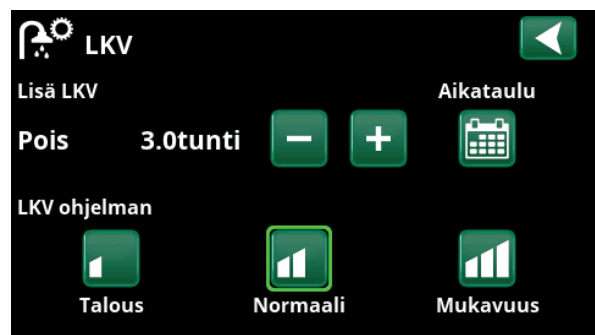 LKV
Lisä LKV
Aikataulu
Pois 3.0tunti − +
LKV ohjelman
Talous Normaali Mukavuus